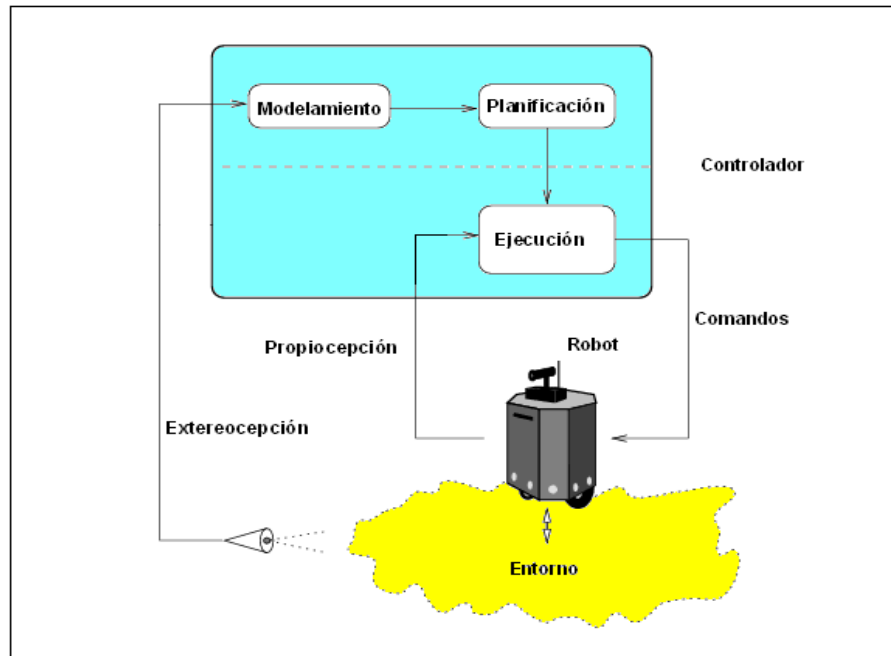 Modelamiento
Planificación
Controlador
Ejecución
Comandos
Propiocepción
Robot
Extereocepción
Entorno